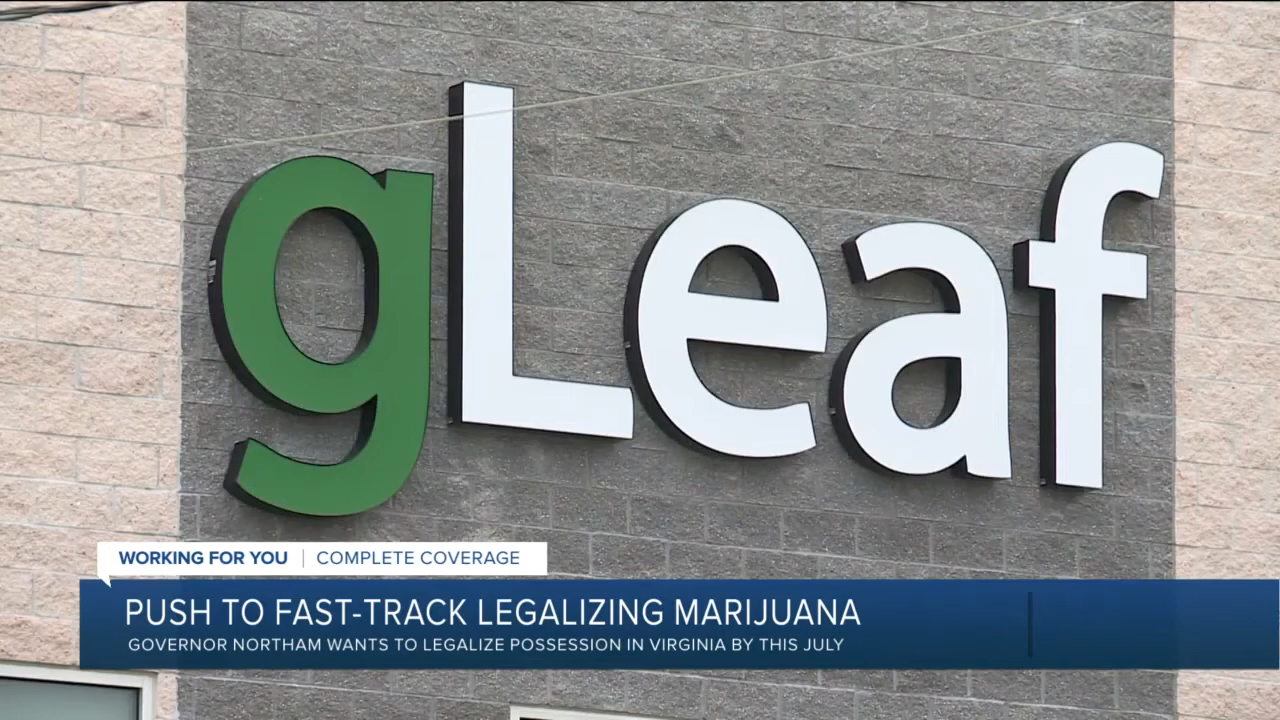 gLeaf
WORKING FOR YOU | COMPLETE COVERAGE
PUSH TO FAST-TRACK LEGALIZING MARIJUANA
GOVERNOR NORTHAM WANTS TO LEGALIZE POSSESSION IN VIRGINIA BY THIS JULY